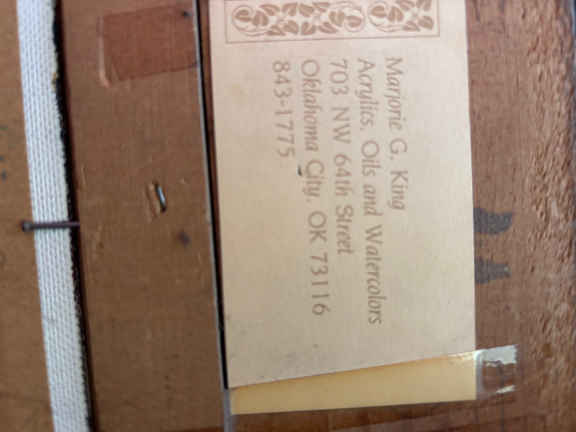 Marjorie G. King
Acrylics, Oils and Watercolors
703 NW 64th Street
Oklahoma City, OK 73116
843-1775